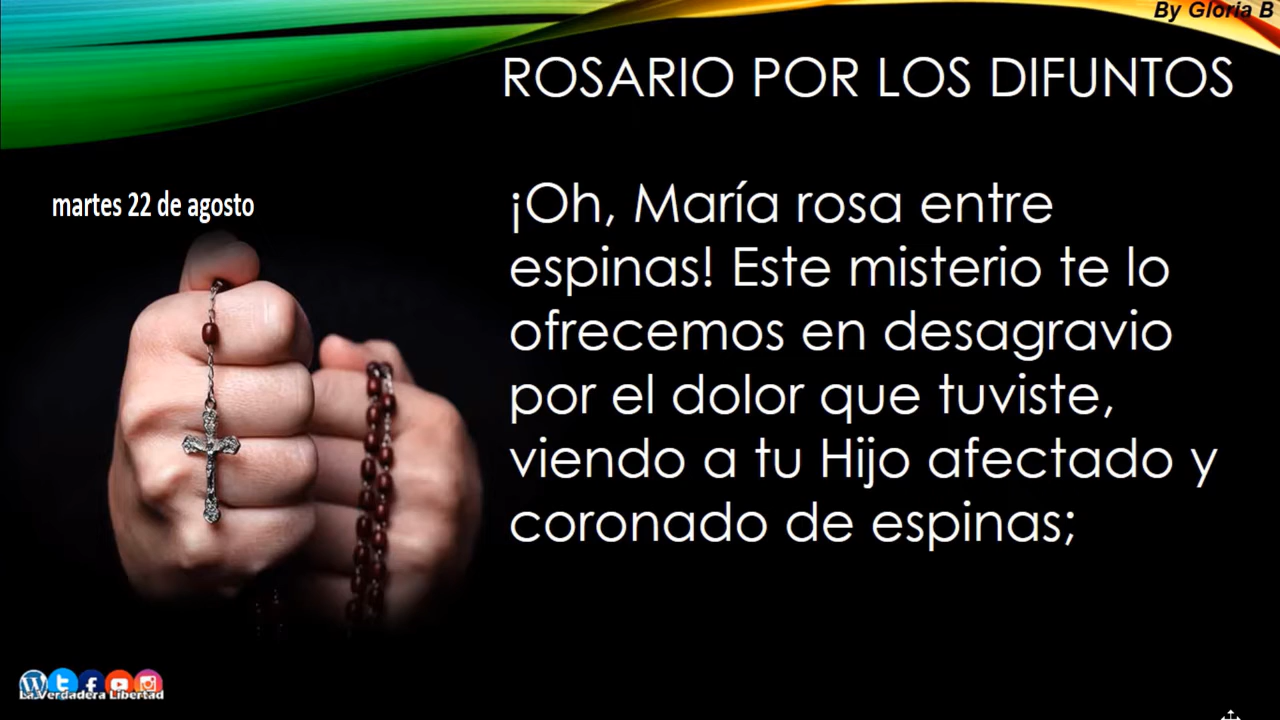 By Gloria B
ROSARIO POR LOS DIFUNTOS
martes 22 de agosto
¡Oh, María rosa entre
espinas! Este misterio te lo
ofrecemos en desagravio
por el dolor que tuviste,
viendo a tu Hijo afectado y
coronado de espinas;
La Verdadera Libertad